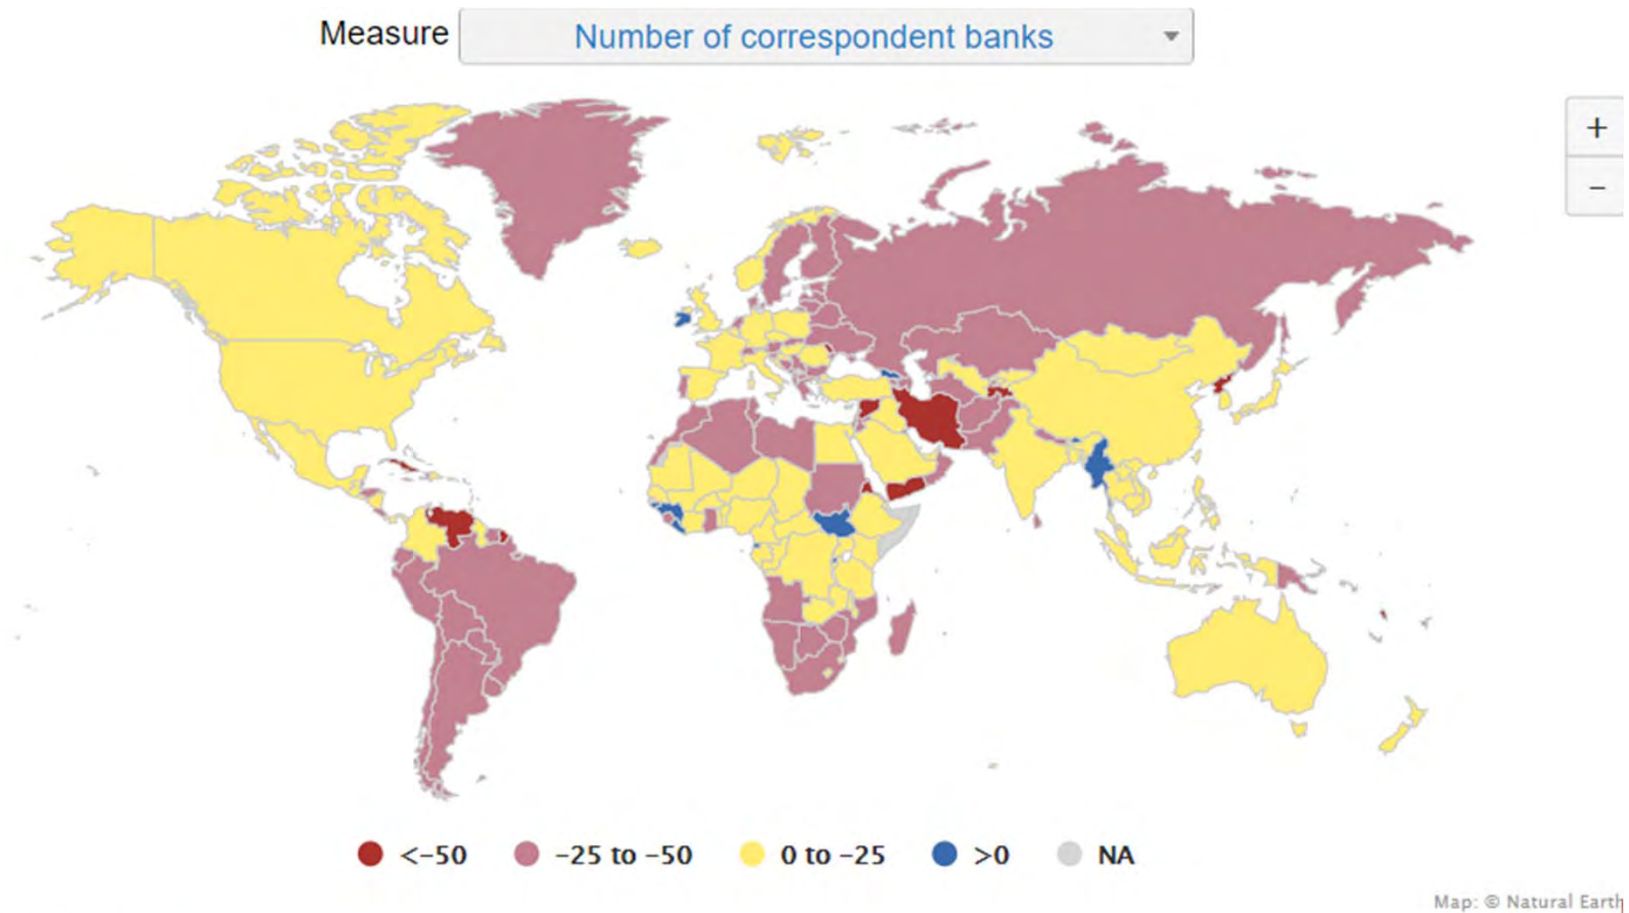 Measure Number of correspondent banks
+
−
<−50 −25 to −50 0 to −25 >0 NA
Map: © Natural Earth